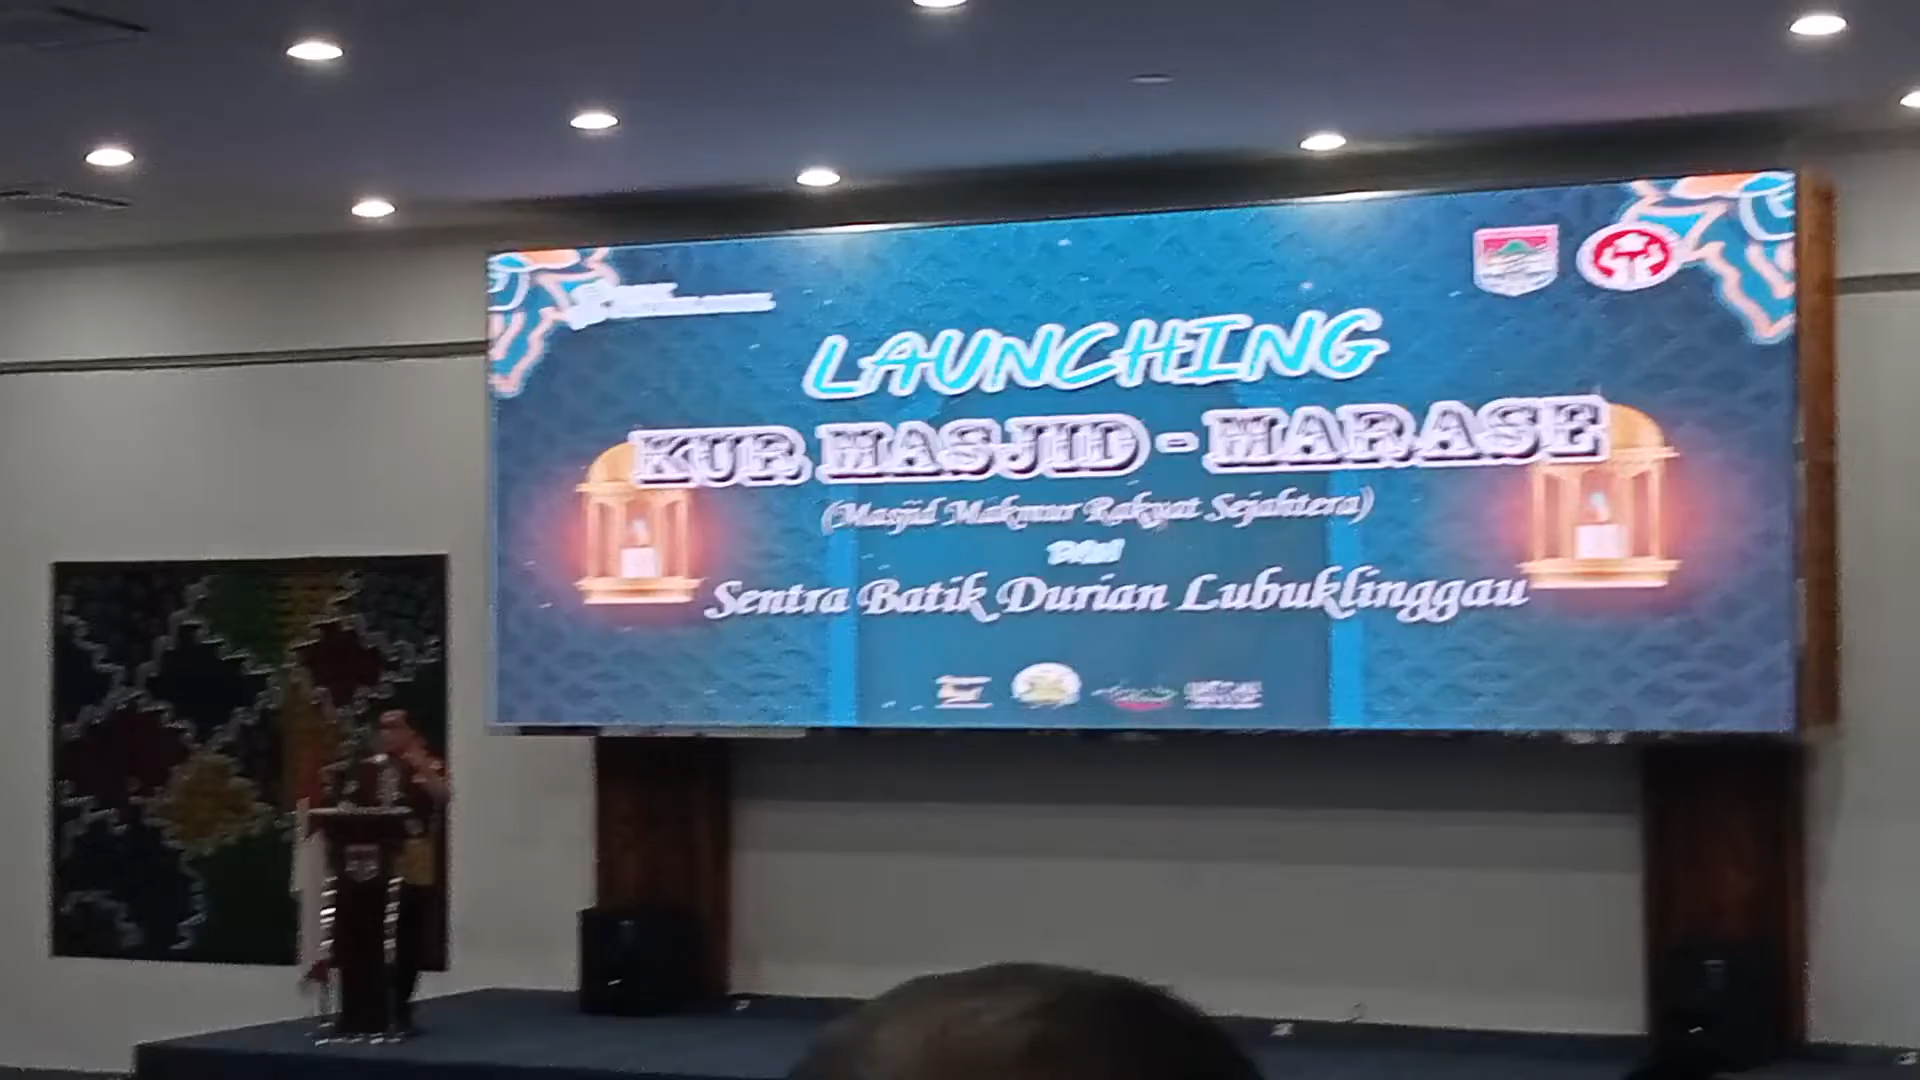 LAUNCHING
KUR MASJID - MARASE
(Masjid Makmur Rakyat Sejahtera)
Sentra Batik Durian Lubuklinggau